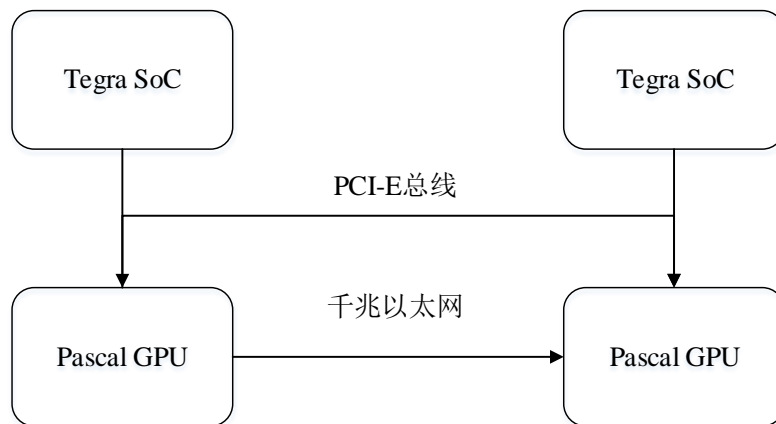 Tegra SoC
Tegra SoC
PCI-E总线
千兆以太网
Pascal GPU
Pascal GPU